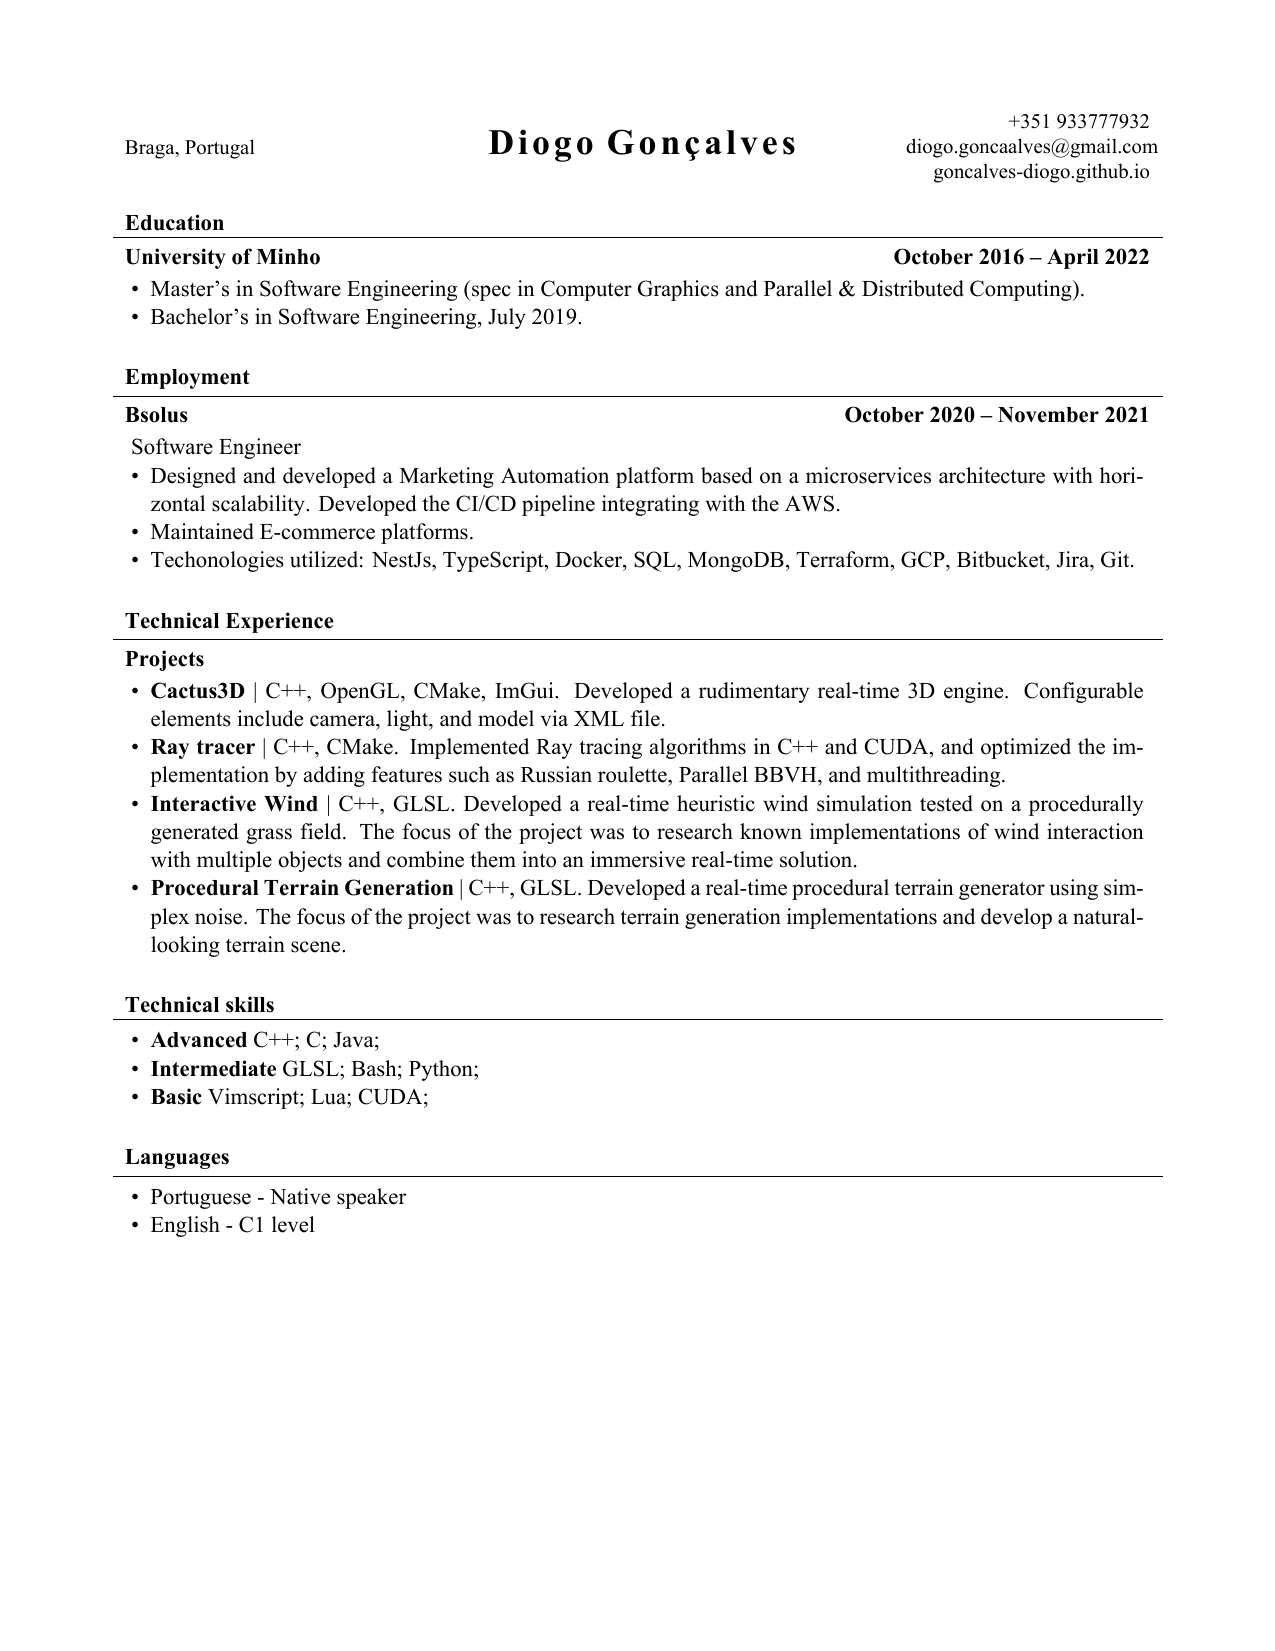 Braga, Portugal
Diogo Gonçalves
+351 933777932
diogo.goncaalves@gmail.com
goncalves-diogo.github.io
Education
University of Minho October 2016 – April 2022
• Master’s in Software Engineering (spec in Computer Graphics and Parallel & Distributed Computing).
• Bachelor’s in Software Engineering, July 2019.
Employment
Bsolus October 2020 – November 2021
Software Engineer
• Designed and developed a Marketing Automation platform based on a microservices architecture with hori-
zontal scalability. Developed the CI/CD pipeline integrating with the AWS.
• Maintained E-commerce platforms.
• Techonologies utilized: NestJs, TypeScript, Docker, SQL, MongoDB, Terraform, GCP, Bitbucket, Jira, Git.
Technical Experience
Projects
• Cactus3D | C++, OpenGL, CMake, ImGui. Developed a rudimentary real-time 3D engine. Configurable
elements include camera, light, and model via XML file.
• Ray tracer | C++, CMake. Implemented Ray tracing algorithms in C++ and CUDA, and optimized the im-
plementation by adding features such as Russian roulette, Parallel BBVH, and multithreading.
• Interactive Wind | C++, GLSL. Developed a real-time heuristic wind simulation tested on a procedurally
generated grass field. The focus of the project was to research known implementations of wind interaction
with multiple objects and combine them into an immersive real-time solution.
• Procedural Terrain Generation | C++, GLSL. Developed a real-time procedural terrain generator using sim-
plex noise. The focus of the project was to research terrain generation implementations and develop a natural-
looking terrain scene.
Technical skills
• Advanced C++; C; Java;
• Intermediate GLSL; Bash; Python;
• Basic Vimscript; Lua; CUDA;
Languages
• Portuguese - Native speaker
• English - C1 level